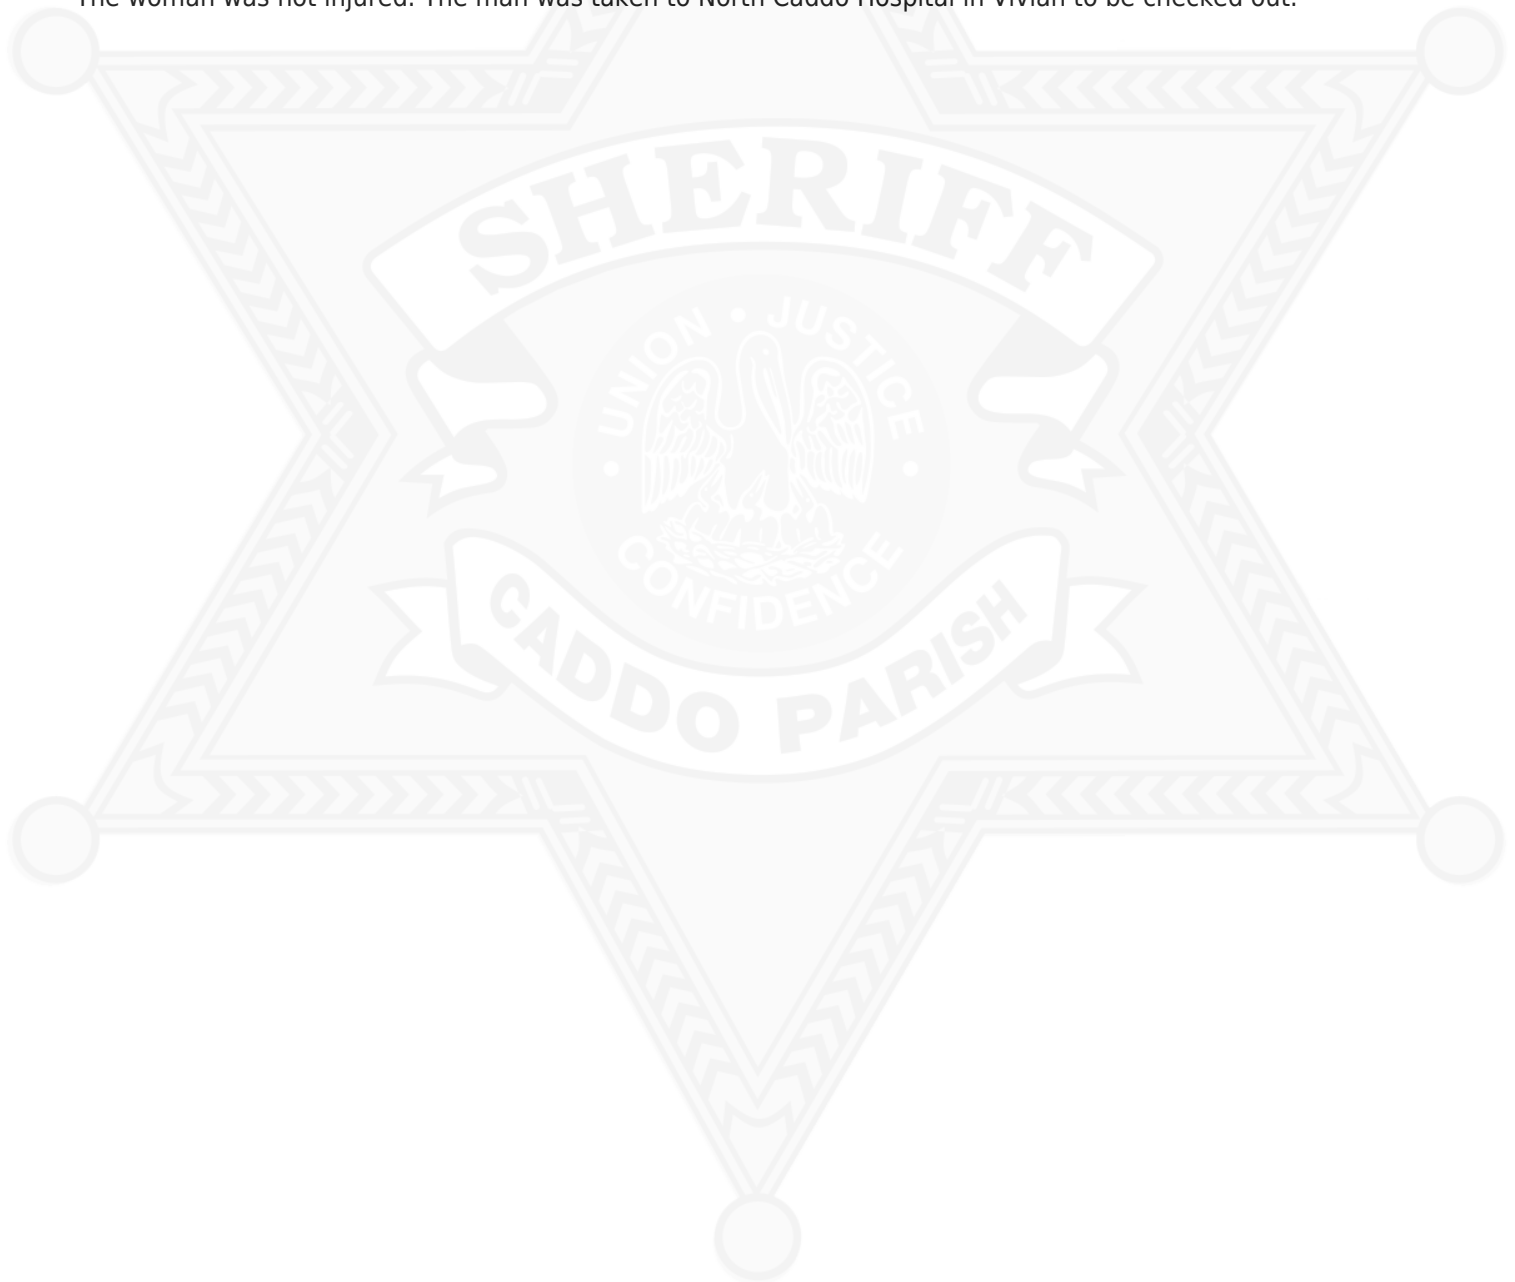 The woman was not injured. The man was taken to North Caddo Hospital in Vivian to be checked out.
SHERIFF
UNION • JUSTICE
CONFIDENCE
CADDO PARISH